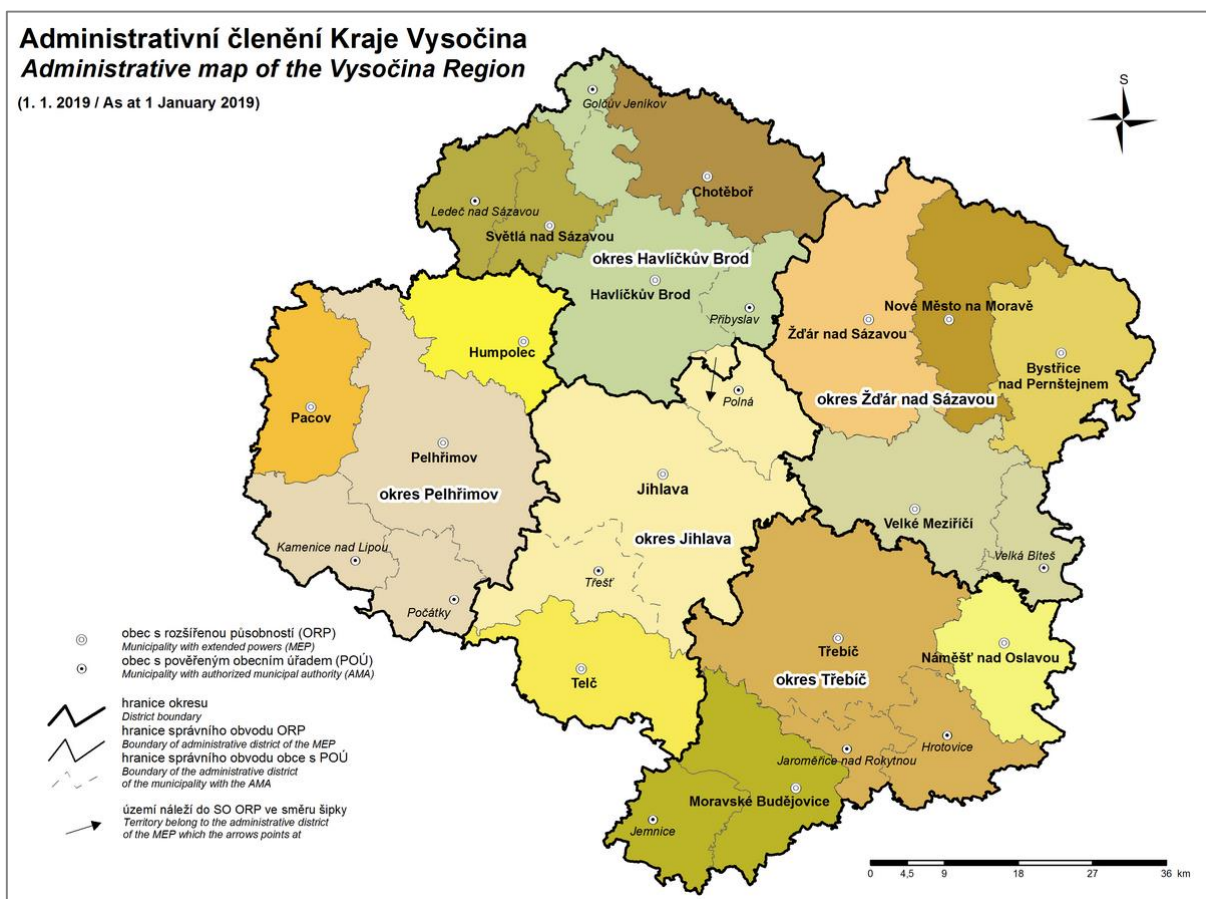 Administrativní členění Kraje Vysočina
Administrative map of the Vysočina Region
(1. 1. 2019 / As at 1 January 2019)
S
Golčův Jeníkov
Chotěboř
Ledeč nad Sázavou
Světlá nad Sázavou
okres Havlíčkův Brod
Havlíčkův Brod
Přibyslav
Nové Město na Moravě
Žďár nad Sázavou
Humpolec
Bystřice
nad Pernštejnem
Polná
okres Žďár nad Sázavou
Pacov
Pelhřimov
okres Pelhřimov
Jihlava
Velké Meziříčí
okres Jihlava
Kamenice nad Lipou
Velká Bíteš
Třešť
Počátky
Třebíč
Náměšť nad Oslavou
okres Třebíč
Telč
Hrotovice
Jaroměřice nad Rokytnou
Moravské Budějovice
Jemnice
obec s rozšířenou působností (ORP)
Municipality with extended powers (MEP)
obec s pověřeným obecním úřadem (POÚ)
Municipality with authorized municipal authority (AMA)
hranice okresu
District boundary
hranice správního obvodu ORP
Boundary of administrative district of the MEP
hranice správního obvodu obce s POÚ
Boundary of the administrative district
of the municipality with the AMA
území náleží do SO ORP ve směru šipky
Territory belong to the administrative district
of the MEP which the arrows points at
0 4,5 9 18 27 36 km